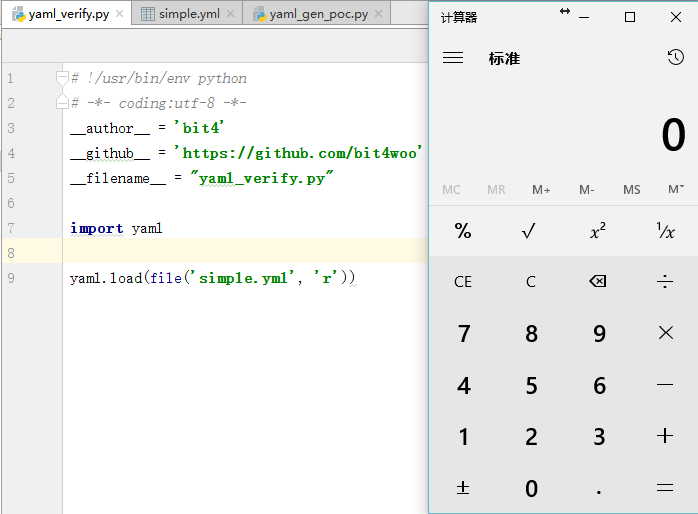 yaml_verify.py
simple.yml
yaml_gen_poc.py
1 # !/usr/bin/env python
2 # -*- coding:utf-8 -*-
3 __author__ = 'bit4'
4 __github__ = 'https://github.com/bit4woo'
5 __filename__ = "yaml_verify.py"
6
7 import yaml
8
9 yaml.load(file('simple.yml', 'r'))
计算器
标准
0
MC MR M+ M- MS M˅
% √ x² ¹/x
CE C ÷
7 8 9 ×
4 5 6 −
1 2 3 +
± 0 . =